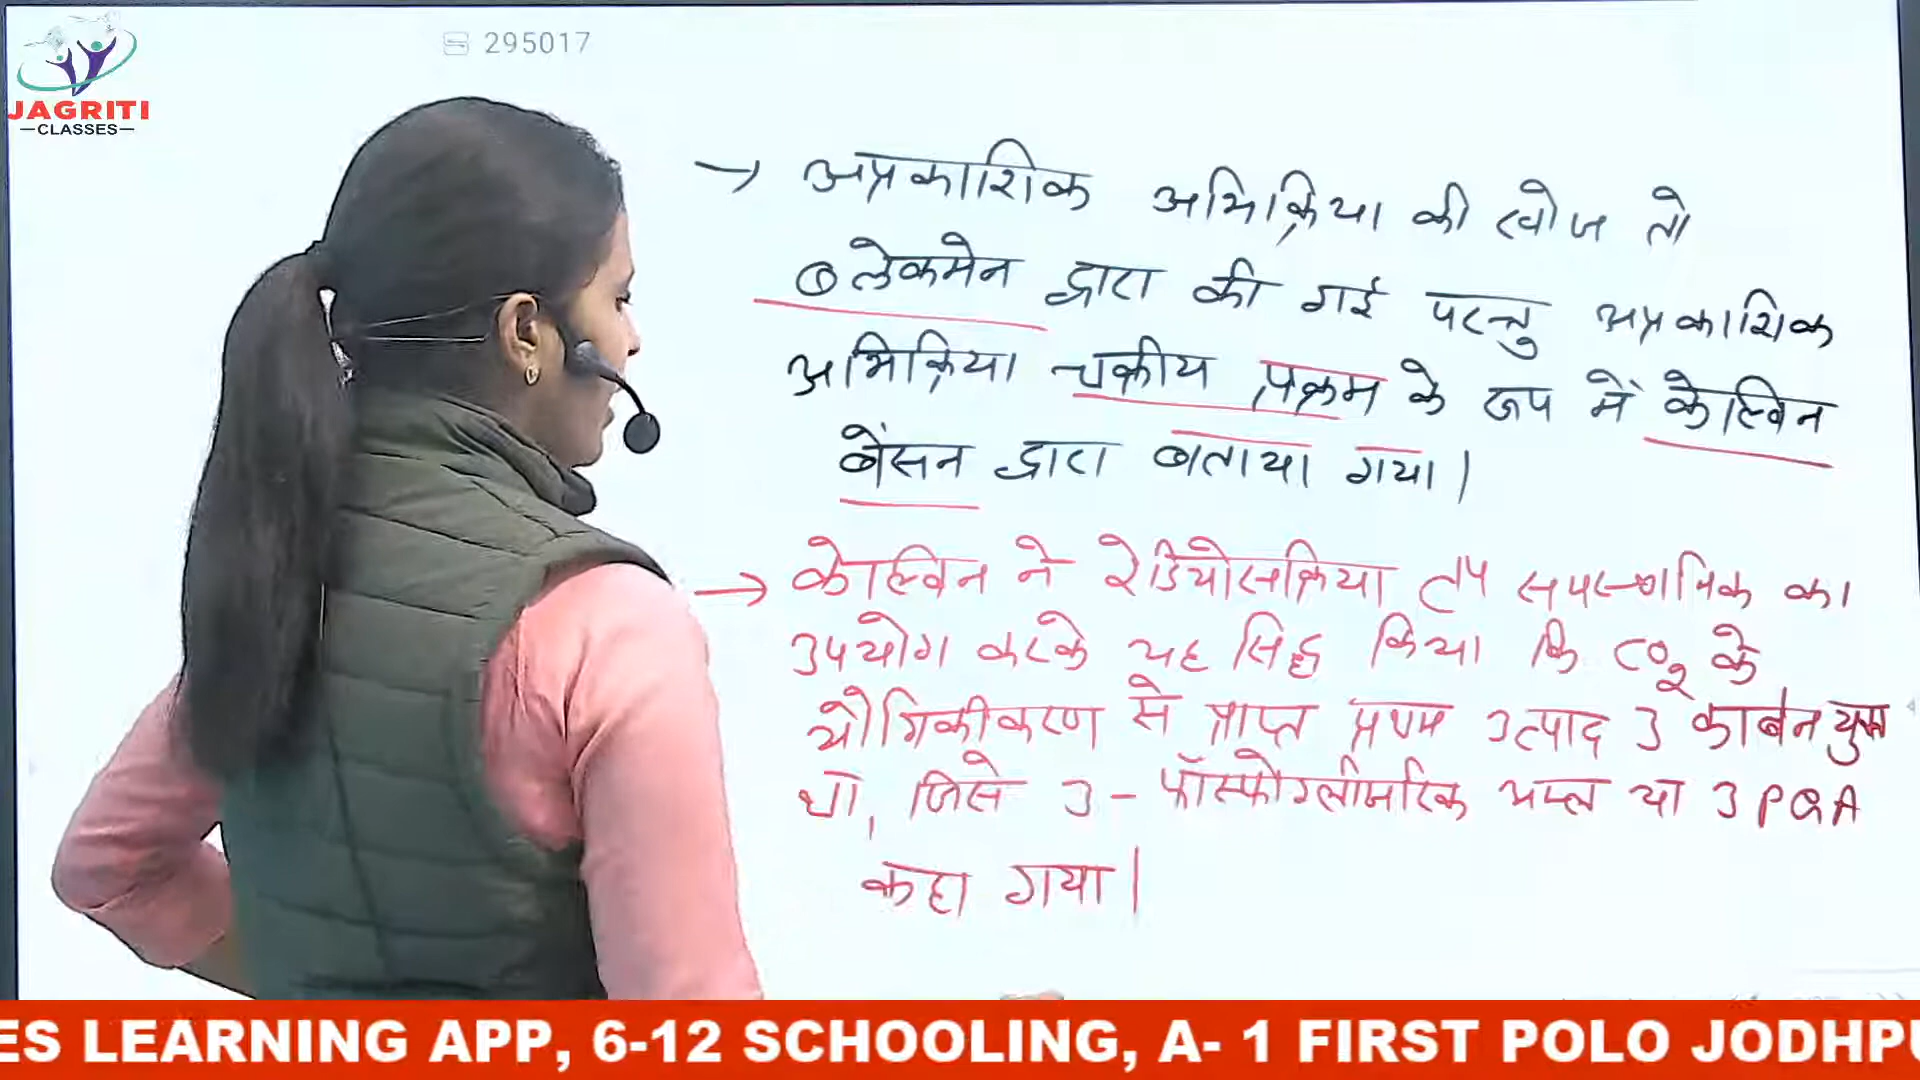 JAGRITI
CLASSES
295017
→ अप्रकाशिक अभिक्रिया की खोज तो
ब्लेकमेन द्वारा की गई परन्तु अप्रकाशिक
अभिक्रिया चक्रीय प्रक्रम के रूप में केल्विन
बेंसन द्वारा बताया गया।
→ केल्विन ने रेडियोसक्रिया समस्थानिक का
उपयोग करके यह सिद्ध किया कि CO₂ के
यौगिकीकरण से प्राप्त प्रथम उत्पाद 3 कार्बन युक्त
था, जिसे 3 - फॉस्फोग्लीसरिक अम्ल या 3 PGA
कहा गया।
ES LEARNING APP, 6-12 SCHOOLING, A- 1 FIRST POLO JODHPU